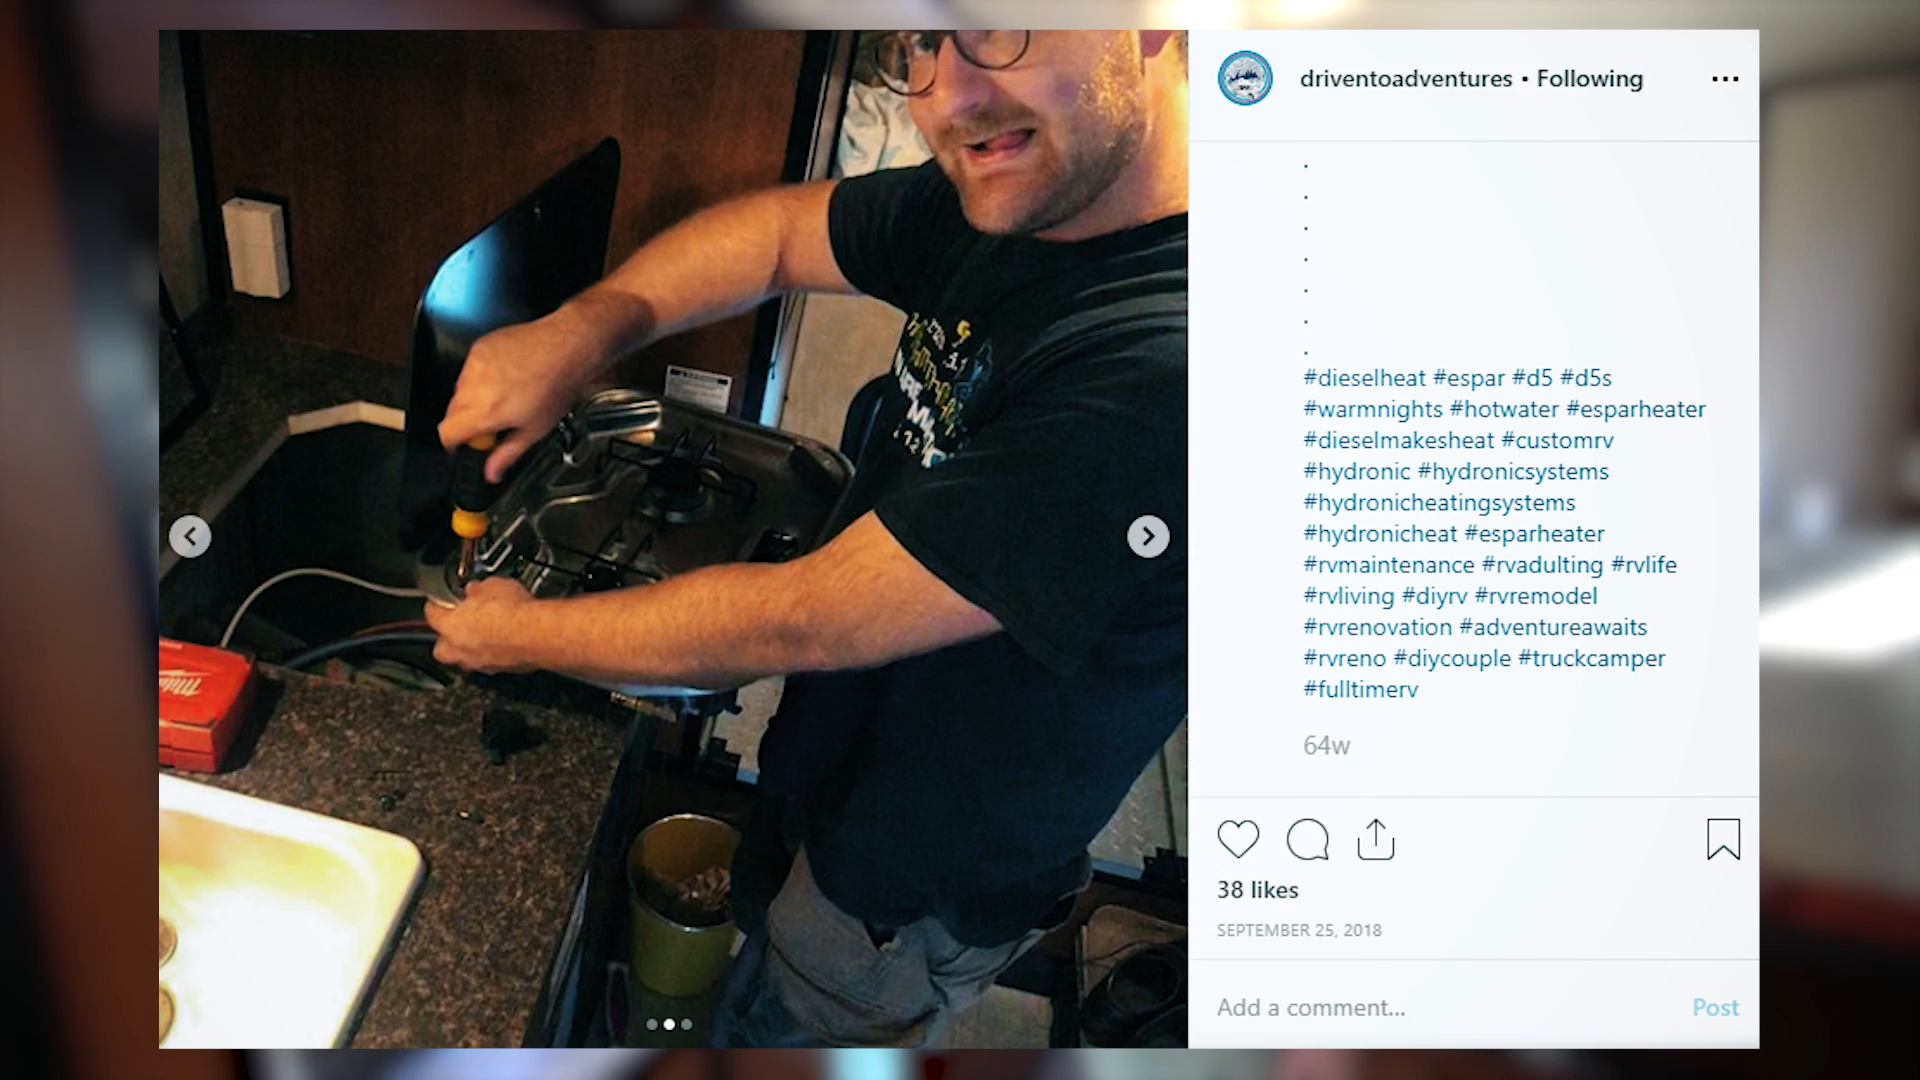 driventoadventures • Following
.
.
.
.
.
.
.
#dieselheat #espar #d5 #d5s
#warmnights #hotwater #esparheater
#dieselmakesheat #customrv
#hydronic #hydronicsystems
#hydronicheatingsystems
#hydronicheat #esparheater
#rvmaintenance #rvadulting #rvlife
#rvliving #diyrv #rvremodel
#rvrenovation #adventureawaits
#rvreno #diycouple #truckcamper
#fulltimerv
64w
38 likes
SEPTEMBER 25, 2018
Add a comment...
Post